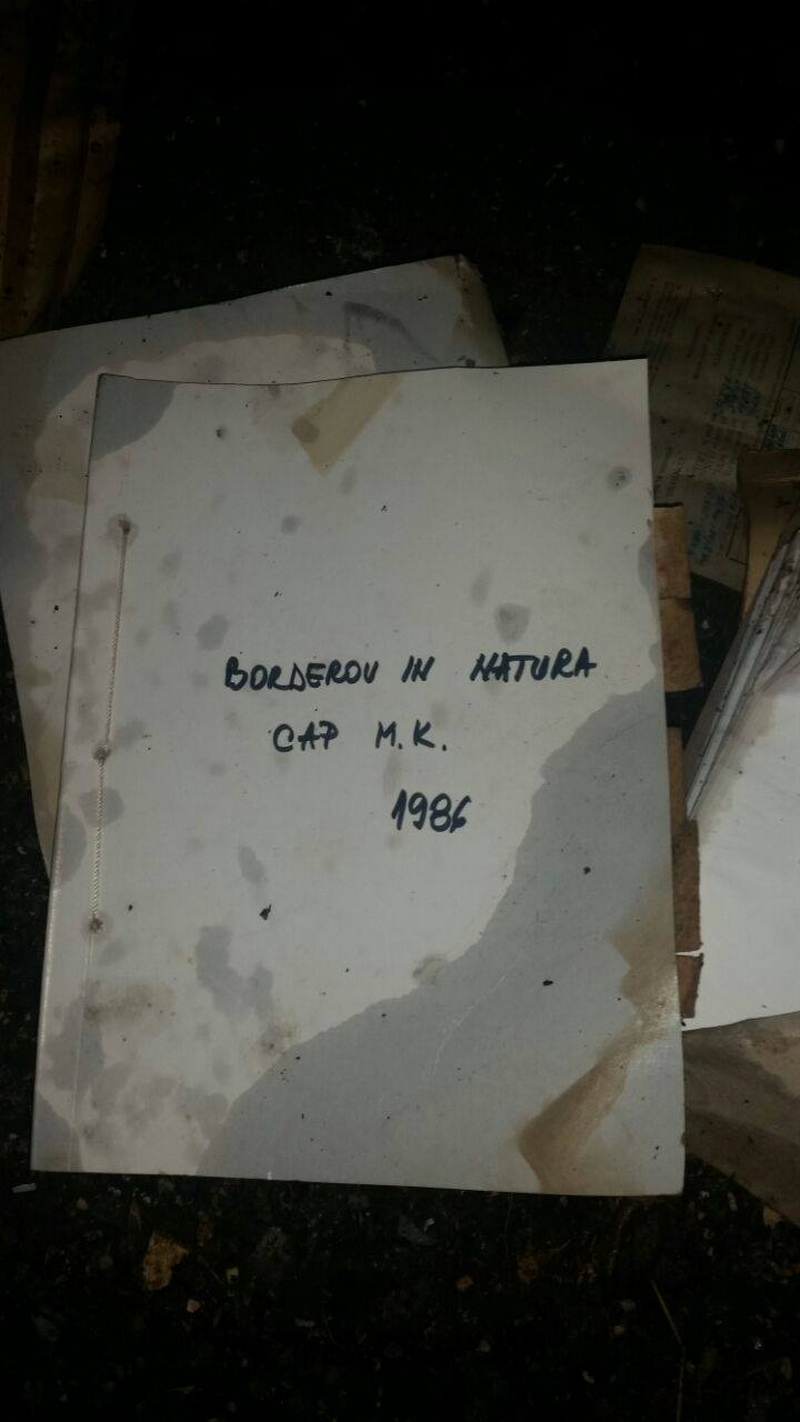 BORDEROU IN NATURA
CAP M.K.
1986